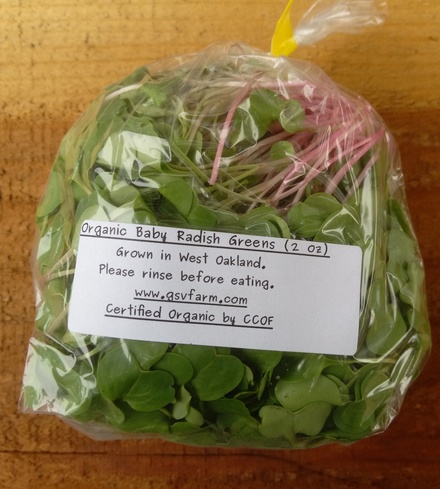 Organic Baby Radish Greens (2 oz)
Grown in West Oakland.
Please rinse before eating.
www.gsvfarm.com
Certified Organic by CCOF